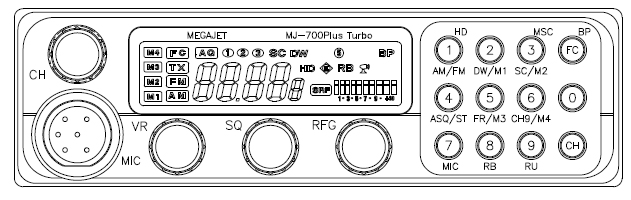 MEGAJET MJ-700Plus Turbo
M4 FC AQ 1 2 3 SC DW 6 BP
M3 TX HD RB
M2 FM
M1 AM SRF
1·3·5·7·9·+30
CH
VR SQ RFG
MIC
HD MSC BP
1 2 3 FC
AM/FM DW/M1 SC/M2
4 5 6 0
ASQ/ST FR/M3 CH9/M4
7 8 9 CH
MIC RB RU